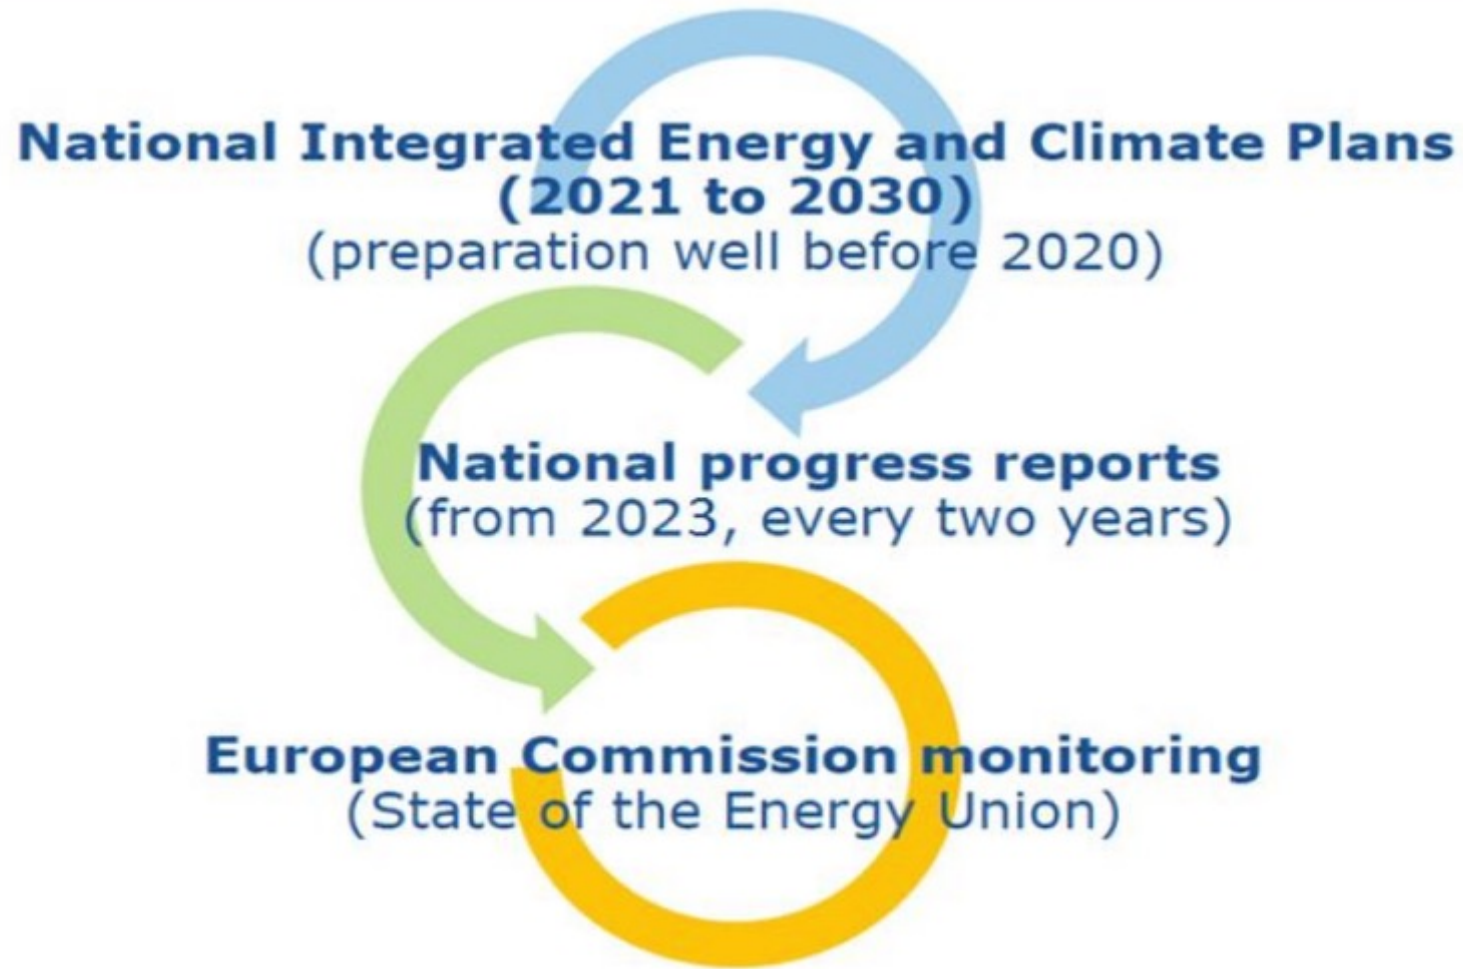 National Integrated Energy and Climate Plans
(2021 to 2030)
(preparation well before 2020)
National progress reports
(from 2023, every two years)
European Commission monitoring
(State of the Energy Union)